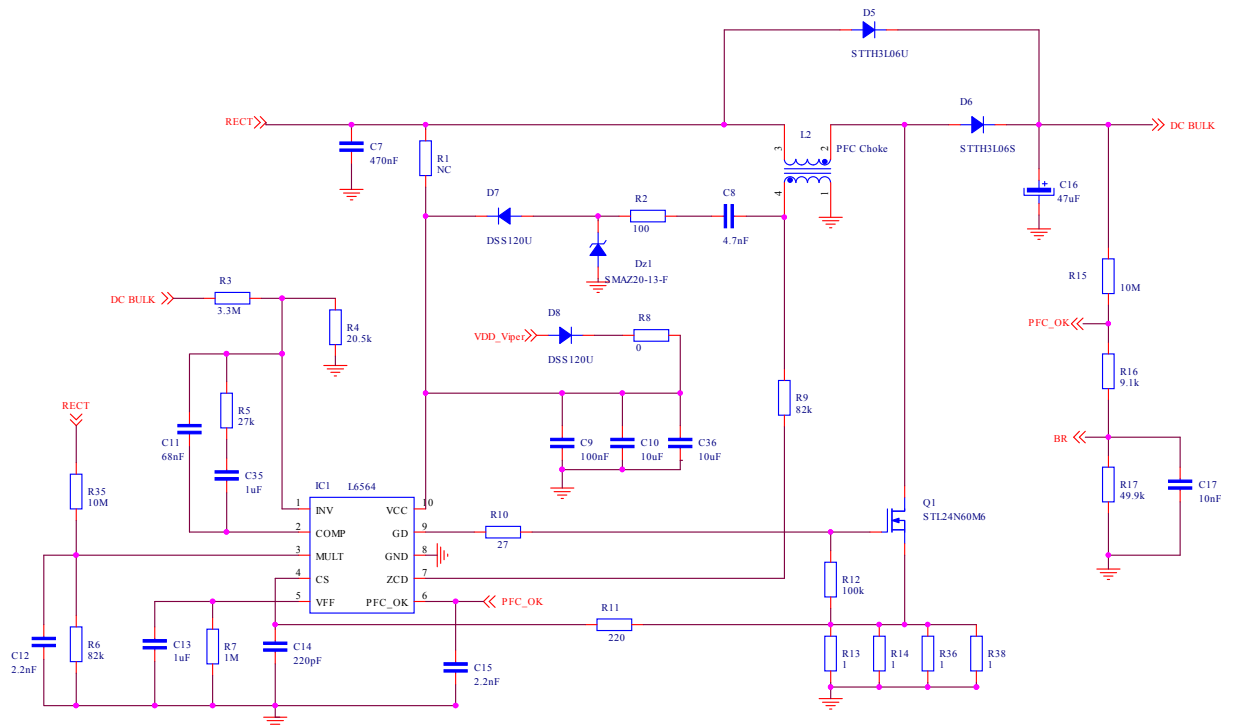 D5
STTH3L06U
D6
RECT
L2
DC BULK
C7
470nF
R1
NC
3
2
PFC Choke
STTH3L06S
4
1
D7
R2
C8
C16
47uF
DSS120U
100
4.7nF
Dz1
SMAZ20-13-F
R15
10M
R3
DC BULK
3.3M
D8
R8
R4
20.5k
VDD_Viper
PFC_OK
DSS120U
0
R16
9.1k
RECT
R5
27k
R9
82k
C11
68nF
C9
100nF
C10
10uF
C36
10uF
BR
C35
1uF
R35
10M
IC1
L6564
R17
49.9k
C17
10nF
1
INV
VCC
10
Q1
STL24N60M6
2
COMP
GD
9
R10
27
3
MULT
GND
8
4
CS
ZCD
7
R12
100k
5
VFF
PFC_OK
6
PFC_OK
R11
220
C12
2.2nF
R6
82k
C13
1uF
R7
1M
C14
220pF
C15
2.2nF
R13
1
R14
1
R36
1
R38
1